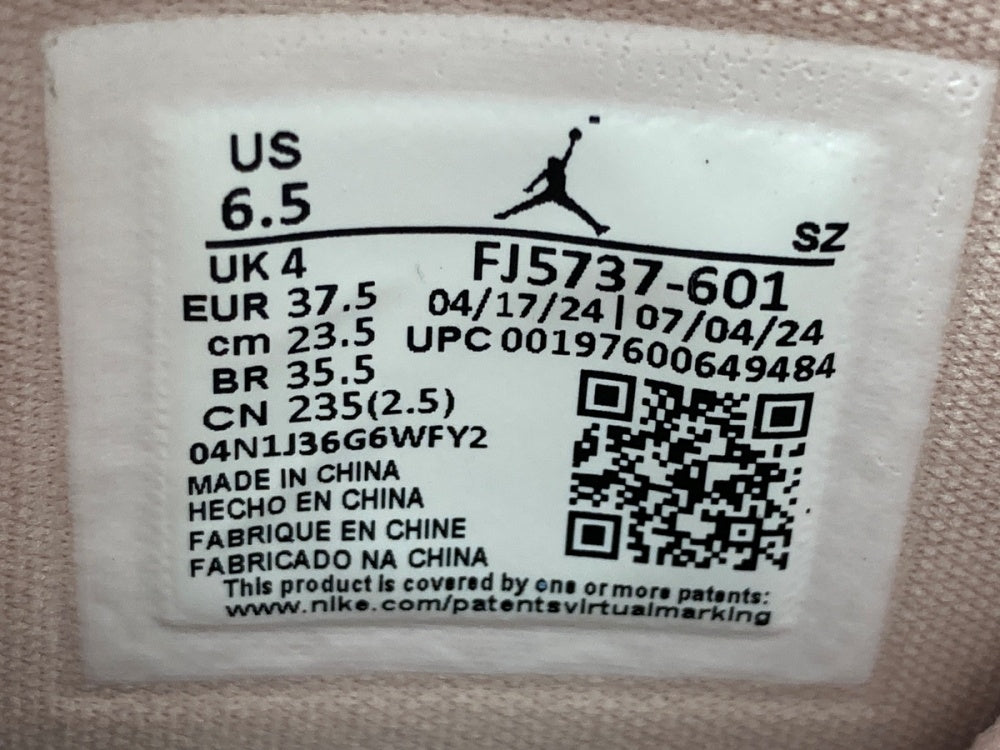 US
6.5
SZ
UK 4
EUR 37.5
cm 23.5
BR 35.5
CN 235(2.5)
04N1J36G6WFY2
FJ5737-601
04/17/24 | 07/04/24
UPC 00197600649484
MADE IN CHINA
HECHO EN CHINA
FABRIQUE EN CHINE
FABRICADO NA CHINA
This product is covered by one or more patents:
www.nike.com/patentsvirtualmarking